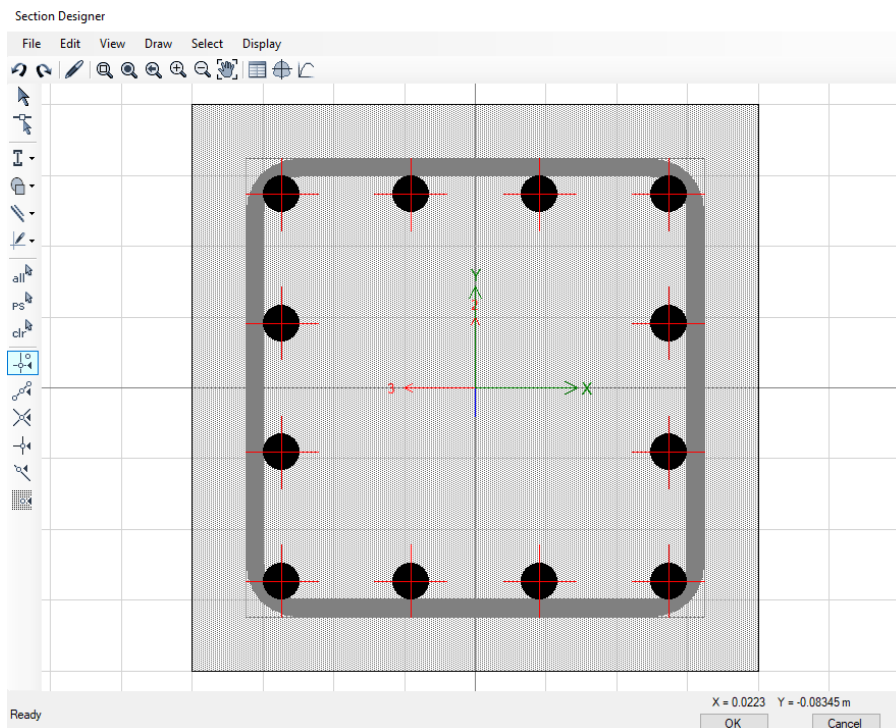 Section Designer
File Edit View Draw Select Display
all
PS
clr
Y
2
3
X
X = 0.0223 Y = -0.08345 m
Ready
OK Cancel